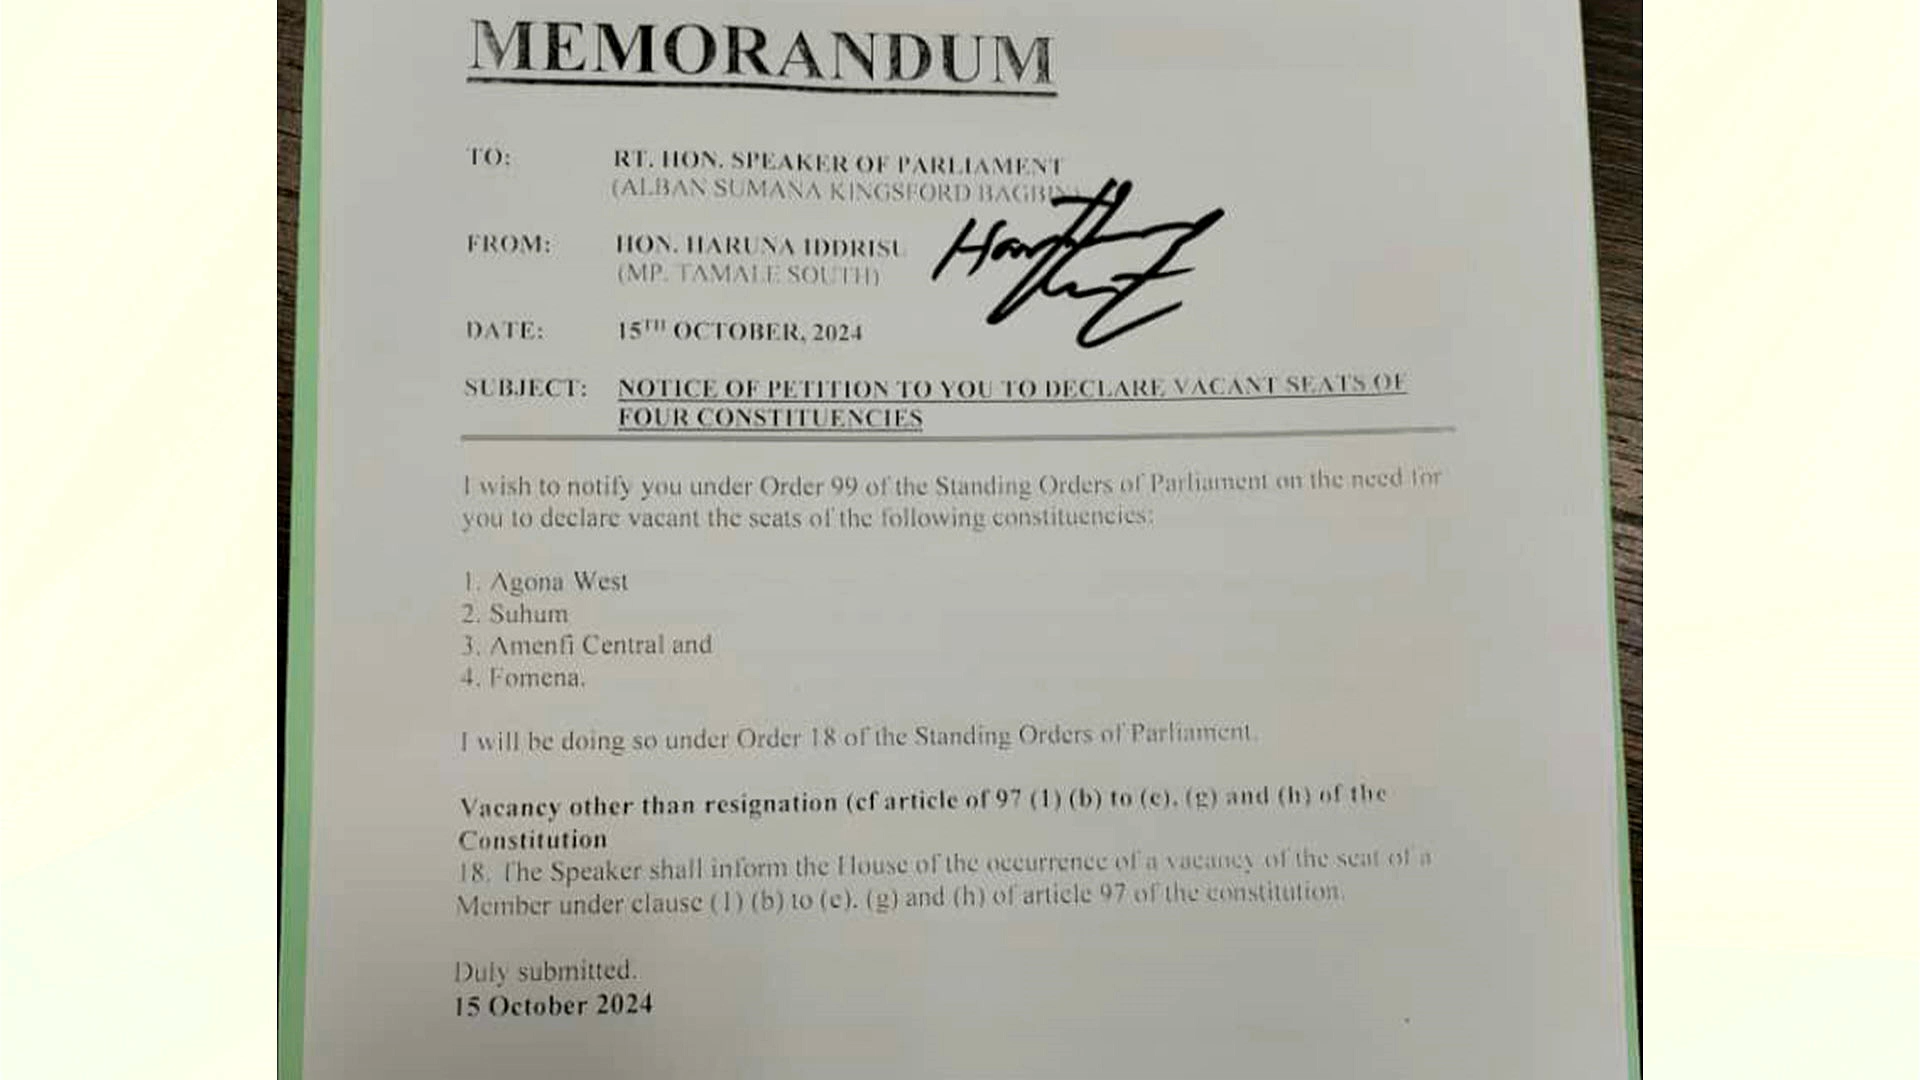 MEMORANDUM
TO: RT. HON. SPEAKER OF PARLIAMENT
(ALBAN SUMANA KINGSFORD BAGBIN)
FROM: HON. HARUNA IDDRISU
(MP. TAMALE SOUTH)
DATE: 15TH OCTOBER, 2024
SUBJECT: NOTICE OF PETITION TO YOU TO DECLARE VACANT SEATS OF
FOUR CONSTITUENCIES
I wish to notify you under Order 99 of the Standing Orders of Parliament on the need for
you to declare vacant the seats of the following constituencies:
1. Agona West
2. Suhum
3. Amenfi Central and
4. Fomena.
I will be doing so under Order 18 of the Standing Orders of Parliament.
Vacancy other than resignation (cf article of 97 (1) (b) to (e), (g) and (h) of the
Constitution
18. The Speaker shall inform the House of the occurrence of a vacancy of the seat of a
Member under clause (1) (b) to (e), (g) and (h) of article 97 of the constitution.
Duly submitted.
15 October 2024